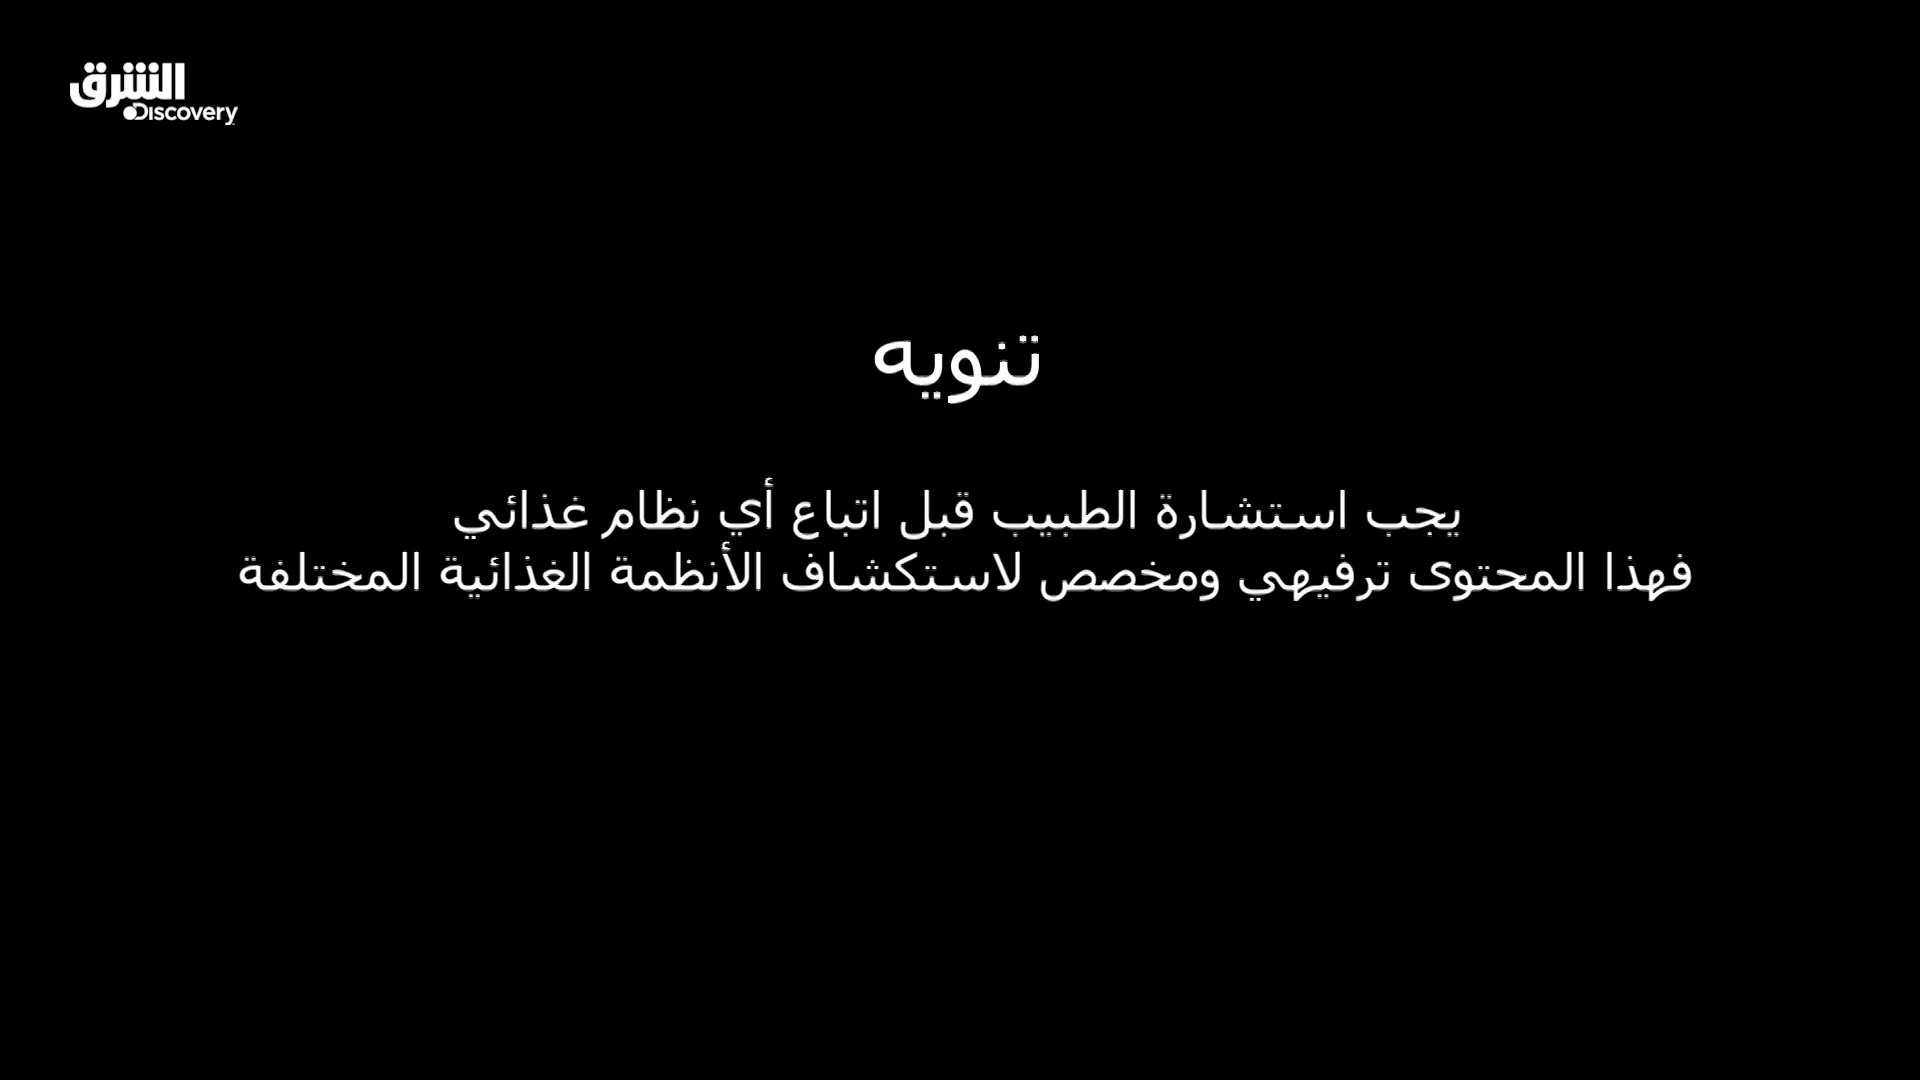 الشرق
Discovery
تنويه
يجب استشارة الطبيب قبل اتباع أي نظام غذائي
فهذا المحتوى ترفيهي ومخصص لاستكشاف الأنظمة الغذائية المختلفة